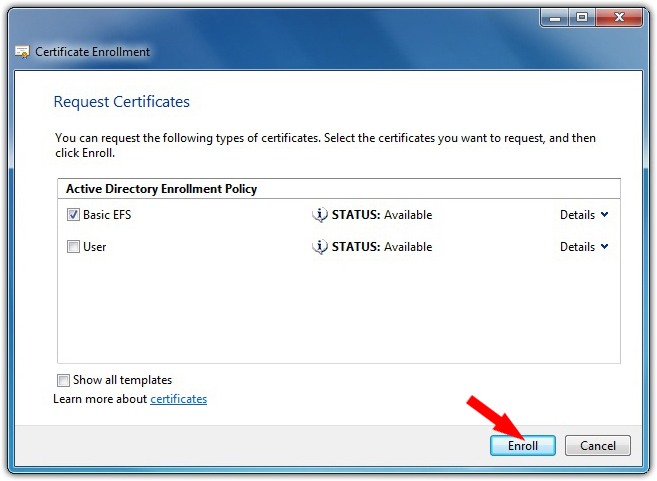 Certificate Enrollment
Request Certificates
You can request the following types of certificates. Select the certificates you want to request, and then
click Enroll.
Active Directory Enrollment Policy
Basic EFS STATUS: Available Details
User STATUS: Available Details
Show all templates
Learn more about certificates
Enroll Cancel